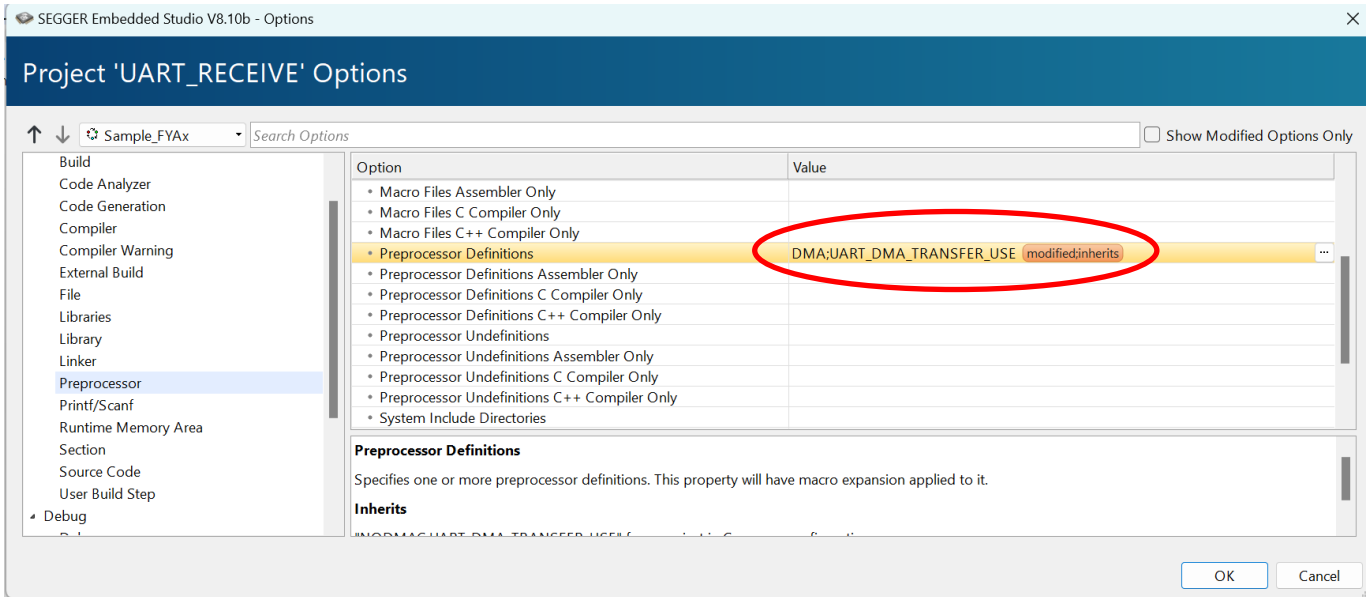 SEGGER Embedded Studio V8.10b - Options
Project 'UART_RECEIVE' Options
Sample_FYAx
Search Options
Show Modified Options Only
Build
Code Analyzer
Code Generation
Compiler
Compiler Warning
External Build
File
Libraries
Library
Linker
Preprocessor
Printf/Scanf
Runtime Memory Area
Section
Source Code
User Build Step
Debug
Option Value
Macro Files Assembler Only
Macro Files C Compiler Only
Macro Files C++ Compiler Only
Preprocessor Definitions DMA;UART_DMA_TRANSFER_USE modified;inherits ...
Preprocessor Definitions Assembler Only
Preprocessor Definitions C Compiler Only
Preprocessor Definitions C++ Compiler Only
Preprocessor Undefinitions
Preprocessor Undefinitions Assembler Only
Preprocessor Undefinitions C Compiler Only
Preprocessor Undefinitions C++ Compiler Only
System Include Directories
Preprocessor Definitions
Specifies one or more preprocessor definitions. This property will have macro expansion applied to it.
Inherits
OK Cancel